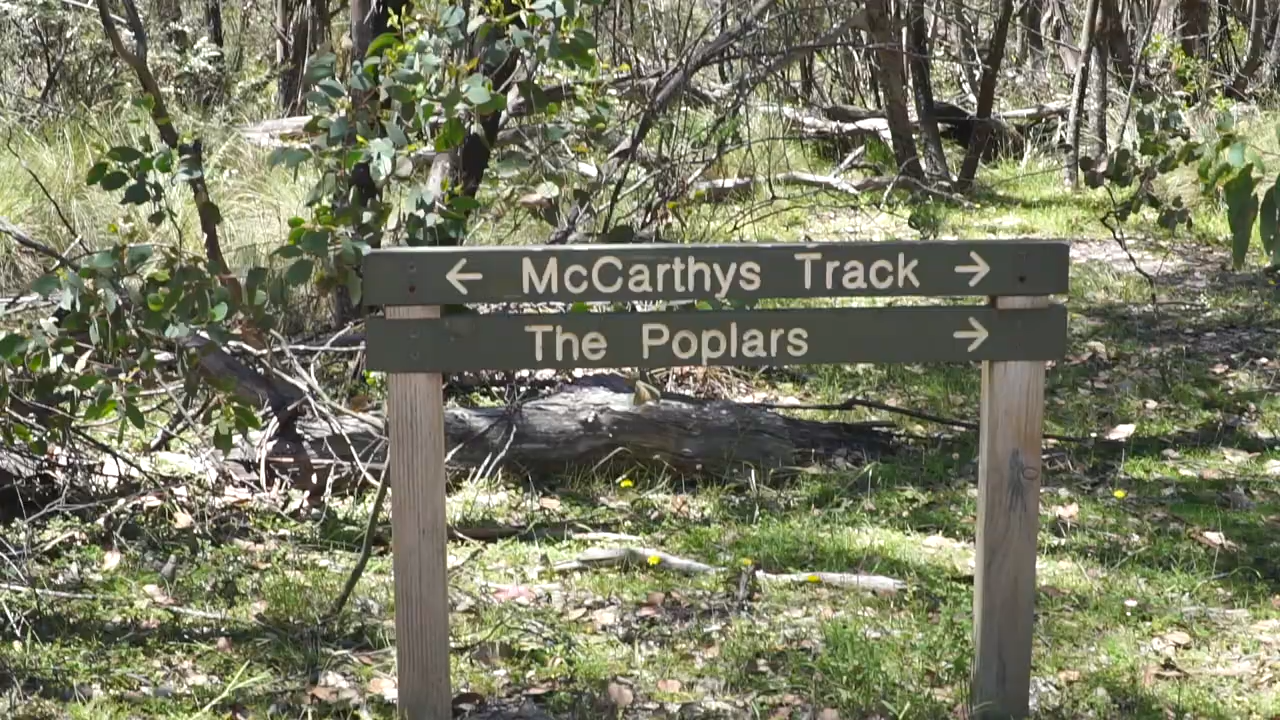 ← McCarthys Track →
The Poplars →